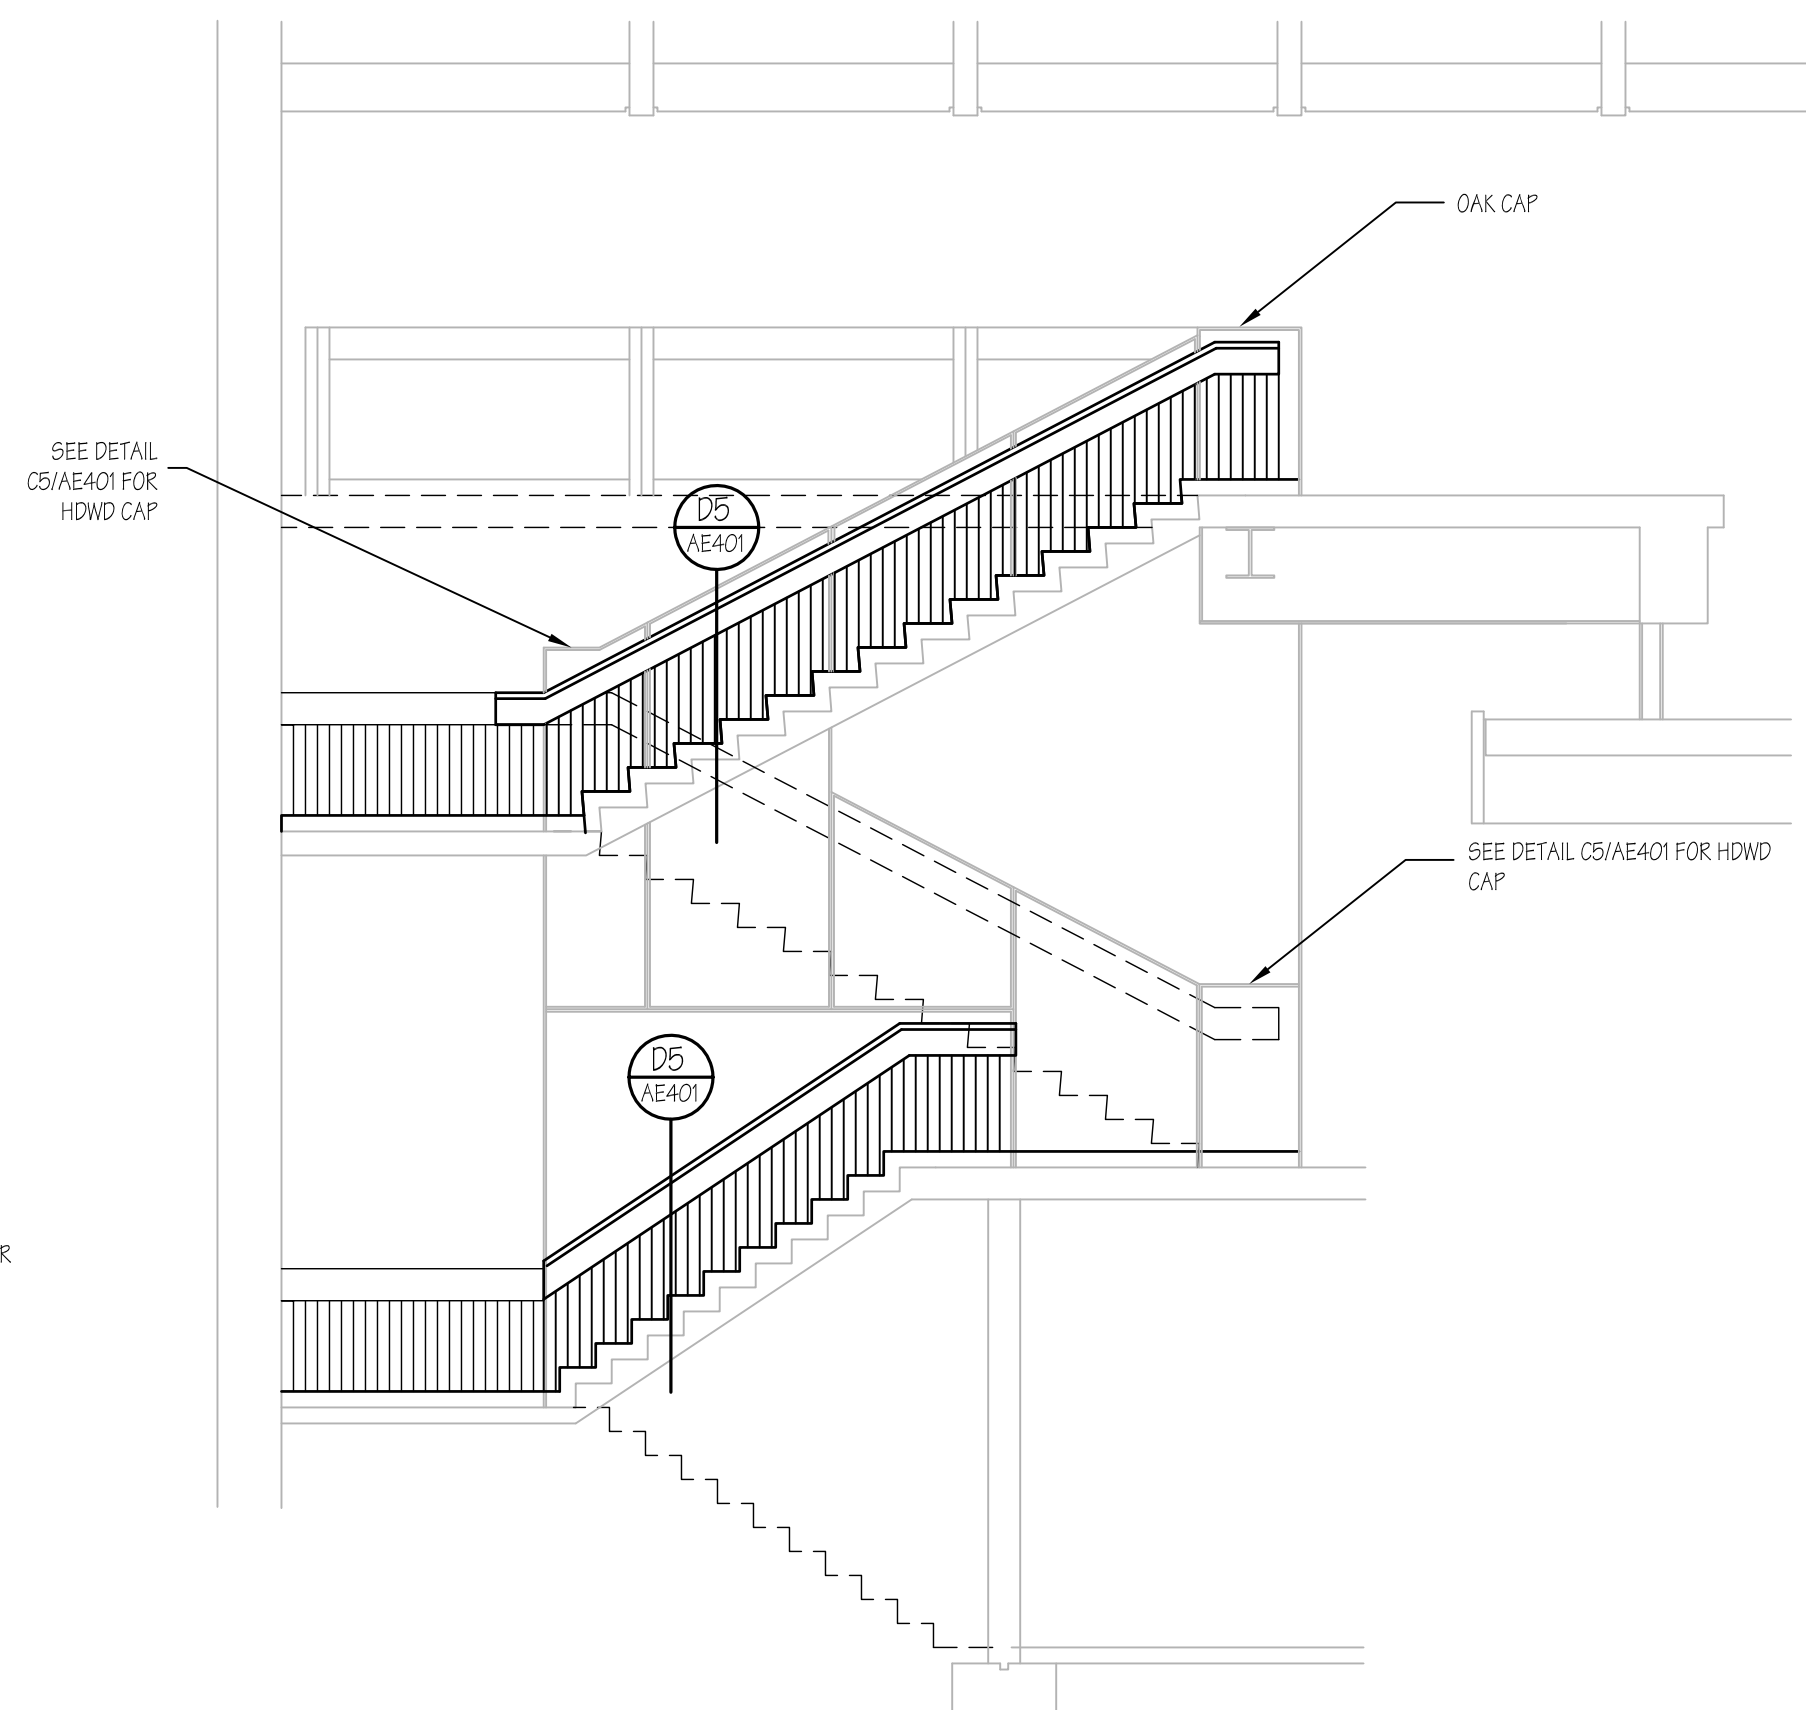 OAK CAP
SEE DETAIL
C5/AE401 FOR
HDWD CAP
D5
AE401
SEE DETAIL C5/AE401 FOR HDWD
CAP
D5
AE401
R